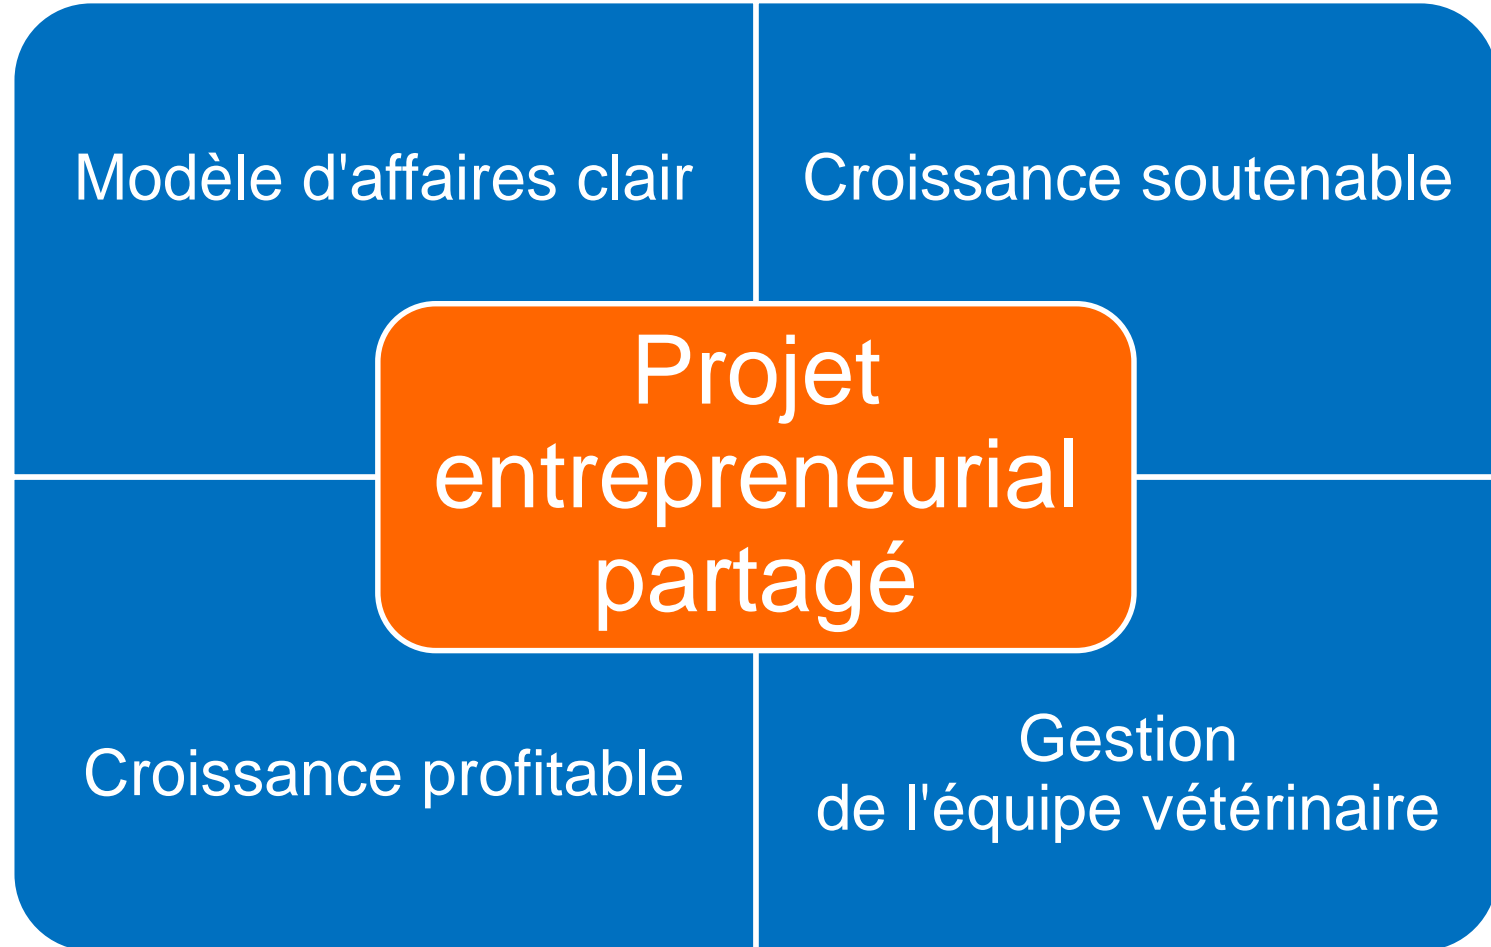 Modèle d'affaires clair
Croissance soutenable
Projet
entrepreneurial
partagé
Croissance profitable
Gestion
de l'équipe vétérinaire